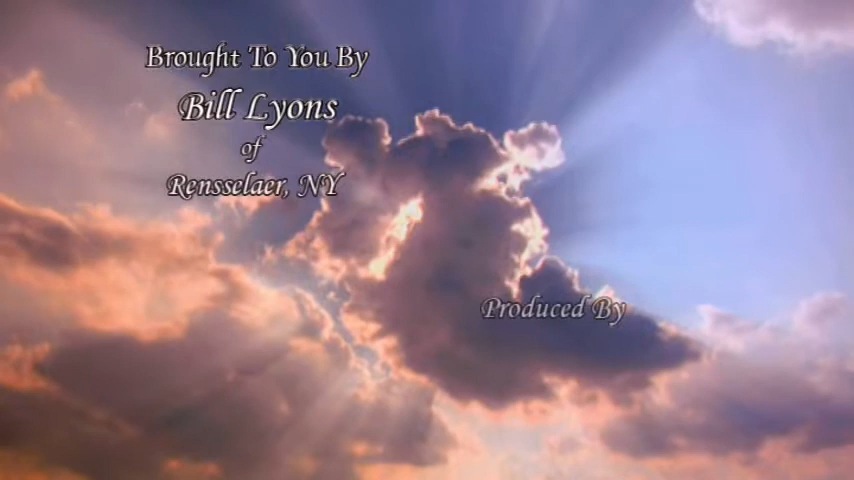 Brought To You By
Bill Lyons
of
Rensselaer, NY
Produced By